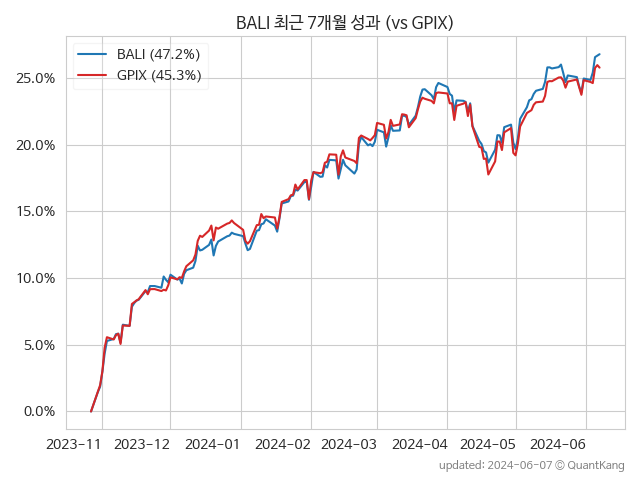 BALI 최근 7개월 성과 (vs GPIX)
BALI (47.2%)
GPIX (45.3%)
25.0%
20.0%
15.0%
10.0%
5.0%
0.0%
2023-11 2023-12 2024-01 2024-02 2024-03 2024-04 2024-05 2024-06
updated: 2024-06-07 © QuantKang